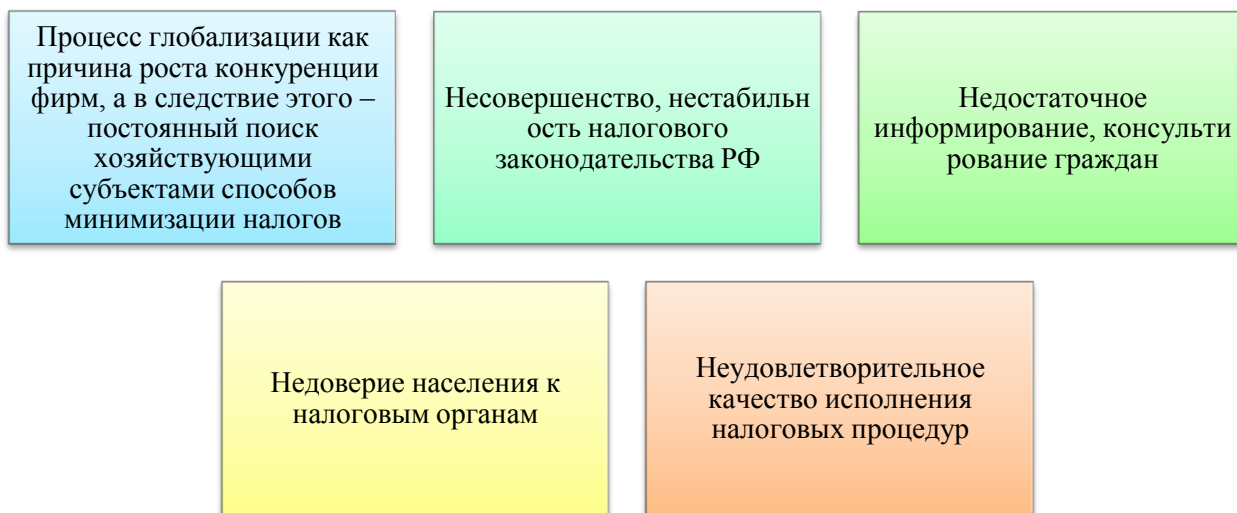 Процесс глобализации как
причина роста конкуренции
фирм, а в следствие этого –
постоянный поиск
хозяйствующими
субъектами способов
минимизации налогов
Несовершенство, нестабильн
ость налогового
законодательства РФ
Недостаточное
информирование, консульти
рование граждан
Недоверие населения к
налоговым органам
Неудовлетворительное
качество исполнения
налоговых процедур